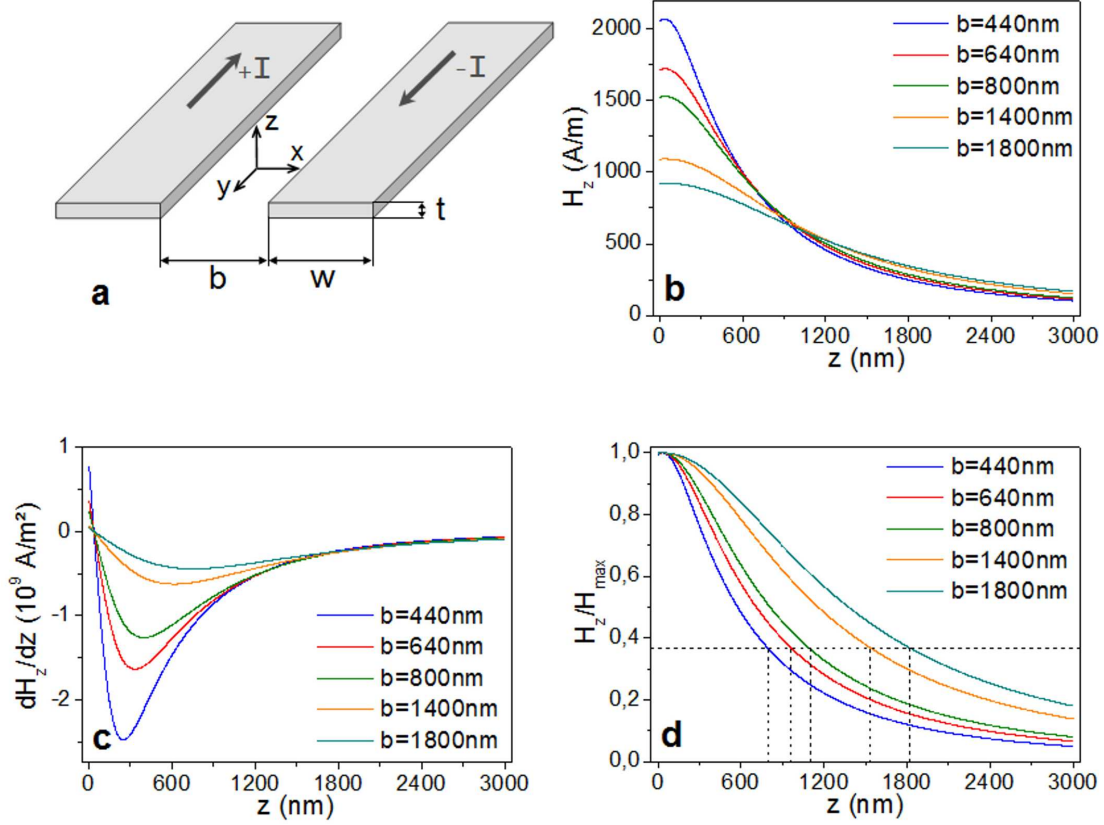 +I
-I
z
x
y
t
b
w
a
2000
1500
1000
500
0
H_z (A/m)
b=440nm
b=640nm
b=800nm
b=1400nm
b=1800nm
b
0 600 1200 1800 2400 3000
z (nm)
1
0
-1
-2
dH_z/dz (10⁹ A/m²)
b=440nm
b=640nm
b=800nm
b=1400nm
b=1800nm
c
0 600 1200 1800 2400 3000
z (nm)
1,0
0,8
0,6
0,4
0,2
0,0
H_z/H_max
b=440nm
b=640nm
b=800nm
b=1400nm
b=1800nm
d
0 600 1200 1800 2400 3000
z (nm)